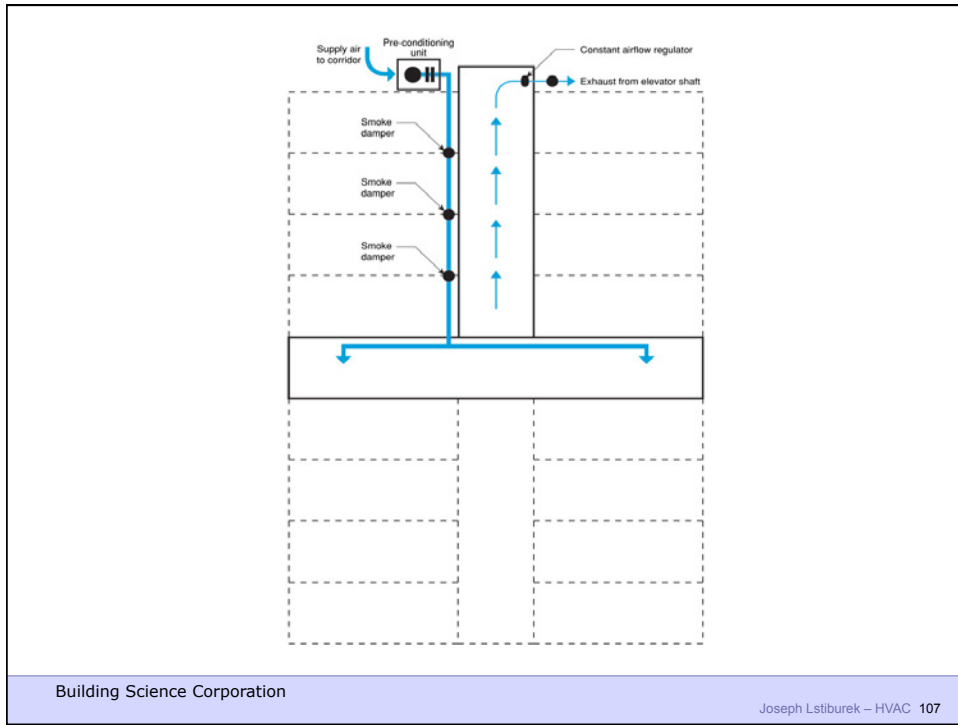 Supply air
to corridor
Pre-conditioning
unit
Constant airflow regulator
Exhaust from elevator shaft
Smoke
damper
Smoke
damper
Smoke
damper
Building Science Corporation
Joseph Lstiburek – HVAC 107